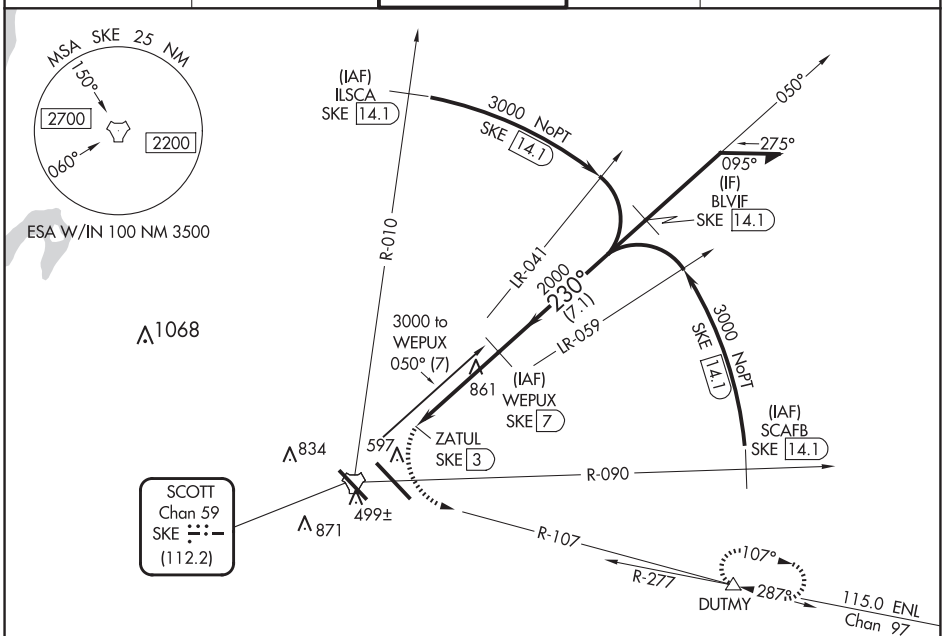 MSA SKE 25 NM
150°
2700
2200
060°
ESA W/IN 100 NM 3500
(IAF)
ILSCA
SKE 14.1
3000 NoPT
SKE 14.1
050°
275°
095°
(IF)
BLVIF
SKE 14.1
R-010
LR-041
2000
230°
(7.1)
LR-059
3000 NoPT
SKE 14.1
1068
3000 to
WEPUX
050° (7)
861
(IAF)
WEPUX
SKE 7
(IAF)
SCAFB
SKE 14.1
834
597
ZATUL
SKE 3
R-090
SCOTT
Chan 59
SKE
(112.2)
871
499±
R-107
R-277
107°
287°
DUTMY
115.0 ENL
Chan 97